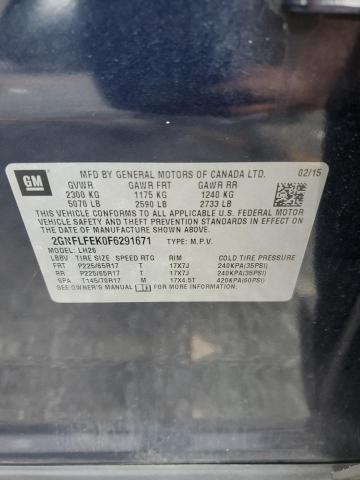 GM
MFD BY GENERAL MOTORS OF CANADA LTD. 02/15
GVWR GAWR FRT GAWR RR
2300 KG 1175 KG 1240 KG
5070 LB 2590 LB 2733 LB
THIS VEHICLE CONFORMS TO ALL APPLICABLE U.S. FEDERAL MOTOR
VEHICLE SAFETY AND THEFT PREVENTION STANDARDS IN EFFECT
ON THE DATE OF MANUFACTURE SHOWN ABOVE.
2GNFLFEK0F6291671 TYPE: M.P.V.
MODEL: LH26
TIRE SIZE SPEED RTG RIM COLD TIRE PRESSURE
FRT P225/65R17 T 17X7J 240KPA(35PSI)
RR P225/65R17 T 17X7J 240KPA(35PSI)
SPA T145/70R17 M 17X4.5T 420KPA(60PSI)
SEE OWNER'S MANUAL FOR MORE INFORMATION.